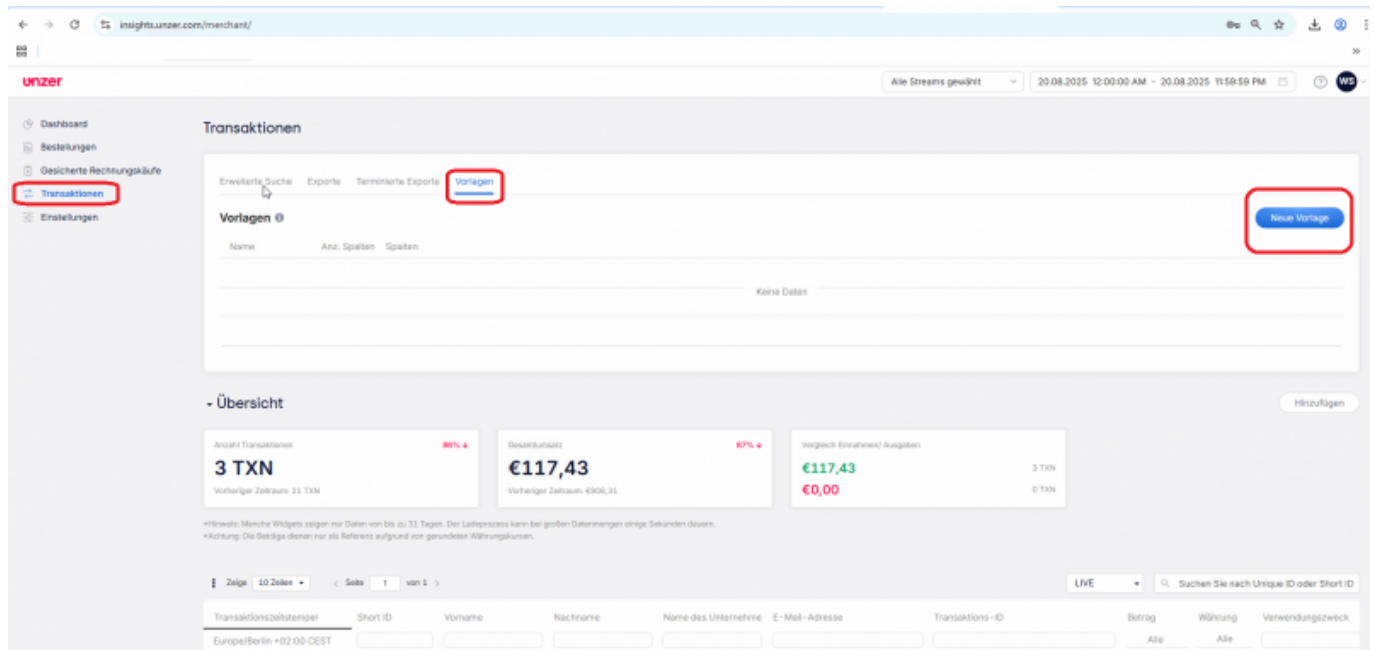 insights.unzer.com/merchant/
unzer
Alle Streams gewählt
20.08.2025 12:00:00 AM - 20.08.2025 11:59:59 PM
WS
Dashboard
Bestellungen
Gesicherte Rechnungskäufe
Transaktionen
Einstellungen
Transaktionen
Erweiterte Suche Exporte Terminierte Exporte Vorlagen
Vorlagen
Neue Vorlage
Name Anz. Spalten Spalten
Keine Daten
Übersicht
Hinzufügen
Anzahl Transaktionen 86% ↓
3 TXN
Vorheriger Zeitraum: 21 TXN
Gesamtumsatz 87% ↓
€117,43
Vorheriger Zeitraum: €906,31
Vergleich Einnahmen/ Ausgaben
€117,43 3 TXN
€0,00 0 TXN
*Hinweis: Manche Widgets zeigen nur Daten von bis zu 31 Tagen. Der Ladeprozess kann bei großen Datenmengen einige Sekunden dauern.
*Achtung: Die Beträge dienen nur als Referenz aufgrund von gerundeten Währungskursen.
Zeige 10 Zeilen < Seite 1 von 1 >
LIVE
Suchen Sie nach Unique ID oder Short ID
Transaktionszeitstempel Short ID Vorname Nachname Name des Unternehme E-Mail-Adresse Transaktions-ID Betrag Währung Verwendungszweck
Europe/Berlin +02:00 CEST Alle Alle